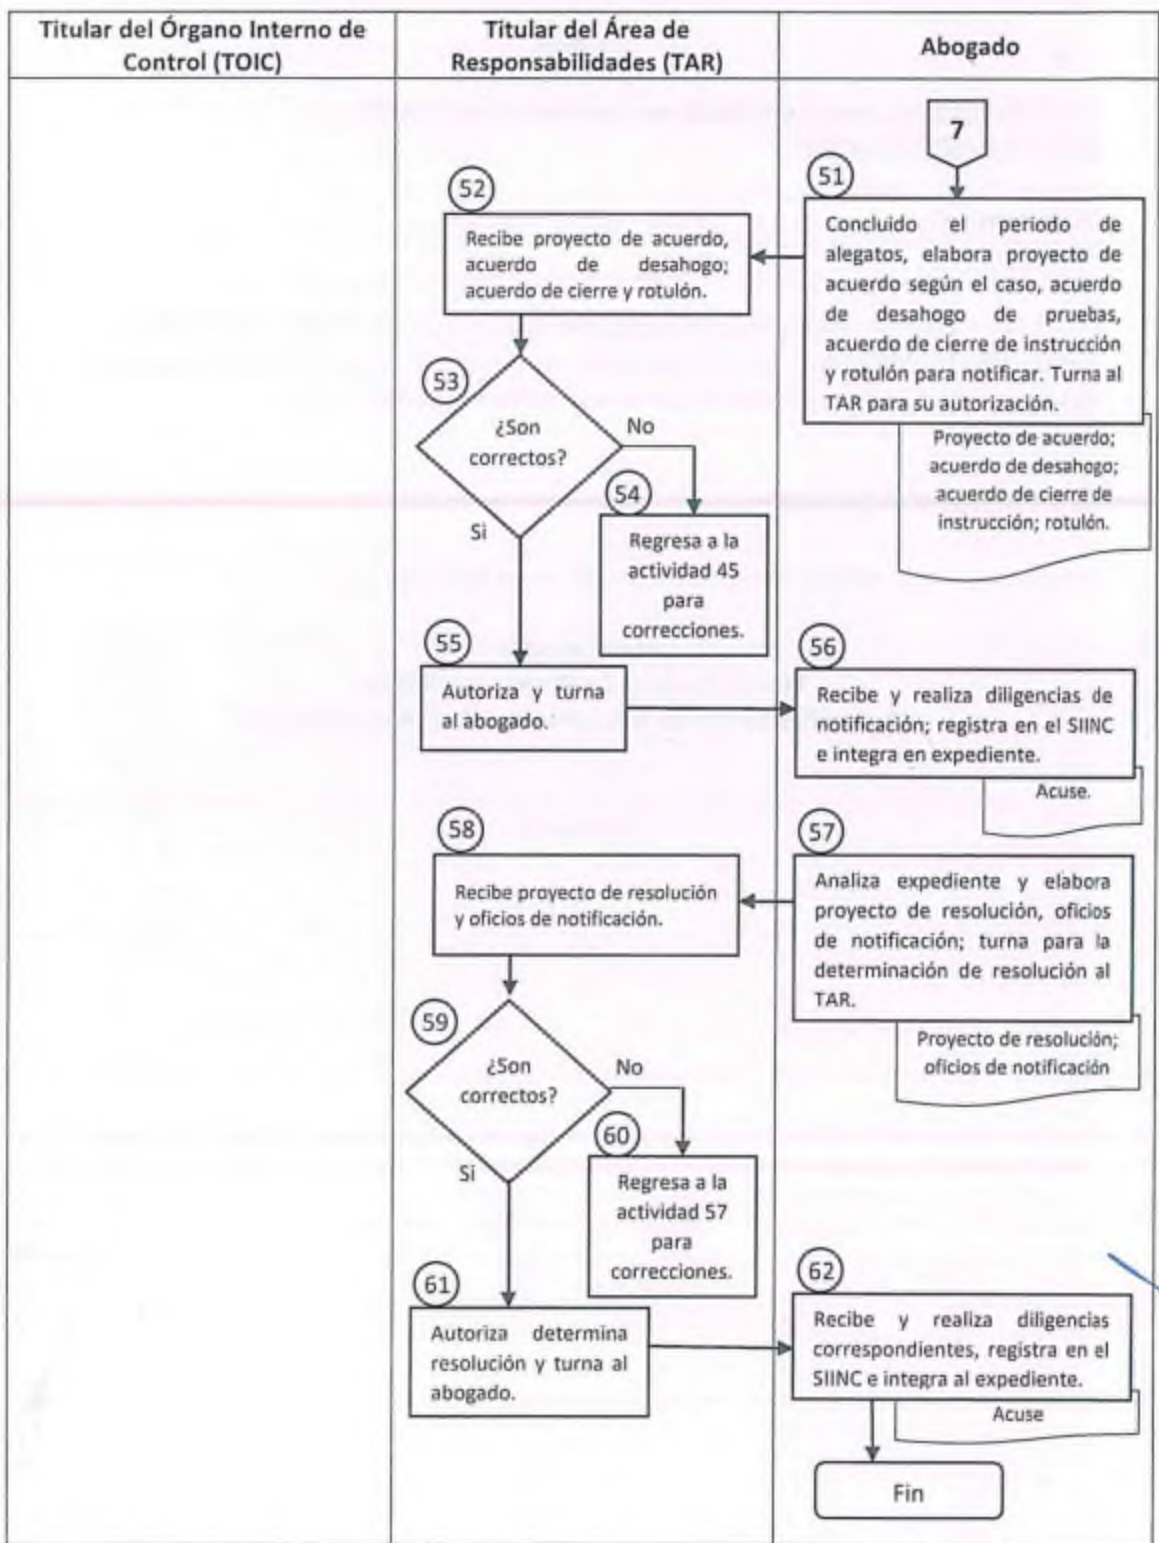 Titular del Órgano Interno de
Control (TOIC)
Titular del Área de
Responsabilidades (TAR)
Abogado
7
51
Concluido el periodo de
alegatos, elabora proyecto de
acuerdo según el caso, acuerdo
de desahogo de pruebas,
acuerdo de cierre de instrucción
y rotulón para notificar. Turna al
TAR para su autorización.
Proyecto de acuerdo;
acuerdo de desahogo;
acuerdo de cierre de
instrucción; rotulón.
52
Recibe proyecto de acuerdo,
acuerdo de desahogo;
acuerdo de cierre y rotulón.
53
¿Son
correctos?
No
Si
54
Regresa a la
actividad 45
para
correcciones.
55
Autoriza y turna
al abogado.
56
Recibe y realiza diligencias de
notificación; registra en el SIINC
e integra en expediente.
Acuse.
57
Analiza expediente y elabora
proyecto de resolución, oficios
de notificación; turna para la
determinación de resolución al
TAR.
Proyecto de resolución;
oficios de notificación
58
Recibe proyecto de resolución
y oficios de notificación.
59
¿Son
correctos?
No
Si
60
Regresa a la
actividad 57
para
correcciones.
61
Autoriza determina
resolución y turna al
abogado.
62
Recibe y realiza diligencias
correspondientes, registra en el
SIINC e integra al expediente.
Acuse
Fin